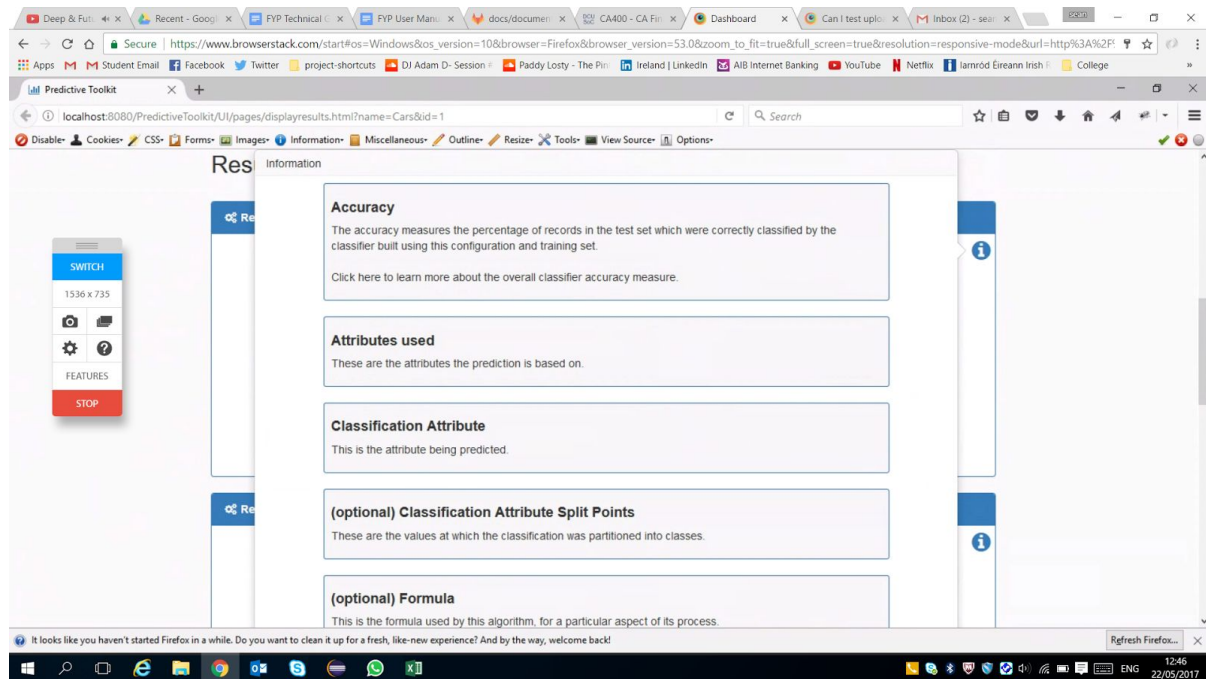 Deep & Futu
Recent - Googl
FYP Technical G
FYP User Manu
docs/documen
CA400 - CA Fin
Dashboard
Can I test uploa
Inbox (2) - sear
Secure | https://www.browserstack.com/start#os=Windows&os_version=10&browser=Firefox&browser_version=53.0&zoom_to_fit=true&full_screen=true&resolution=responsive-mode&url=http%3A%2F
Apps Student Email Facebook Twitter project-shortcuts DJ Adam D- Session # Paddy Losty - The Pin Ireland | LinkedIn AIB Internet Banking YouTube Netflix Iarnród Éireann Irish R College »
Predictive Toolkit
localhost:8080/PredictiveToolkit/UI/pages/displayresults.html?name=Cars&id=1
Search
Disable Cookies CSS Forms Images Information Miscellaneous Outline Resize Tools View Source Options
Res
Information
Re
Accuracy
The accuracy measures the percentage of records in the test set which were correctly classified by the
classifier built using this configuration and training set.
Click here to learn more about the overall classifier accuracy measure.
SWITCH
1536 x 735
FEATURES
STOP
Attributes used
These are the attributes the prediction is based on.
Classification Attribute
This is the attribute being predicted.
Re
(optional) Classification Attribute Split Points
These are the values at which the classification was partitioned into classes.
(optional) Formula
This is the formula used by this algorithm, for a particular aspect of its process.
It looks like you haven't started Firefox in a while. Do you want to clean it up for a fresh, like-new experience? And by the way, welcome back!
Refresh Firefox...
ENG
12:46
22/05/2017